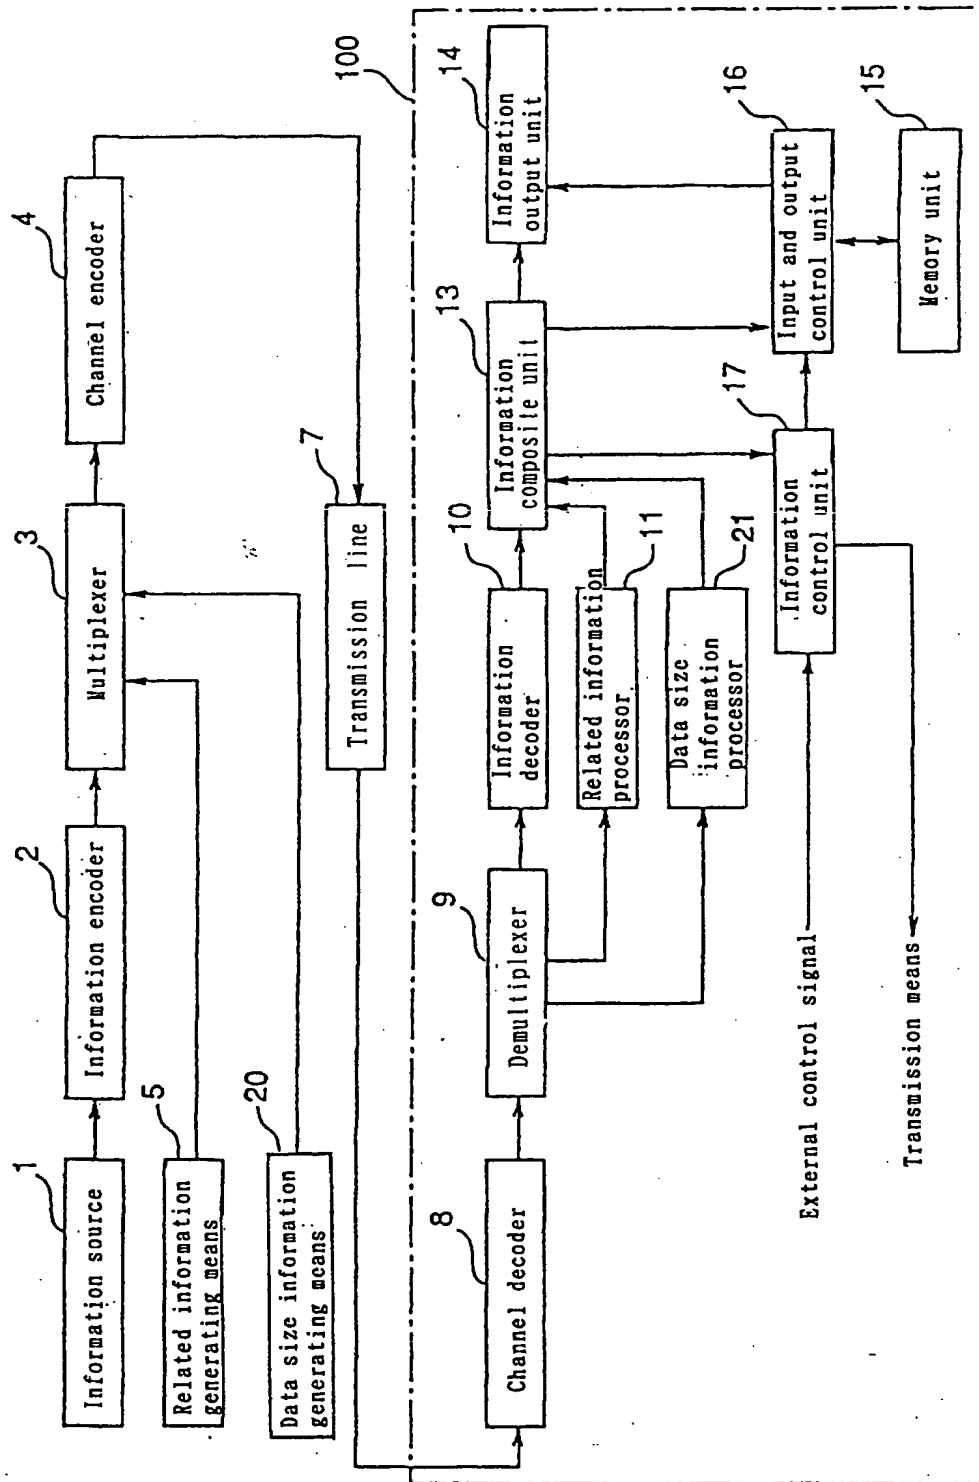 1
Information source
2
Information encoder
3
Multiplexer
4
Channel encoder
5
Related information
generating means
20
Data size information
generating means
7
Transmission line
100
8
Channel decoder
9
Demultiplexer
10
Information
decoder
13
Information
composite unit
14
Information
output unit
11
Related information
processor
21
Data size
information
processor
17
Information
control unit
16
Input and output
control unit
15
Memory unit
External control signal
Transmission means